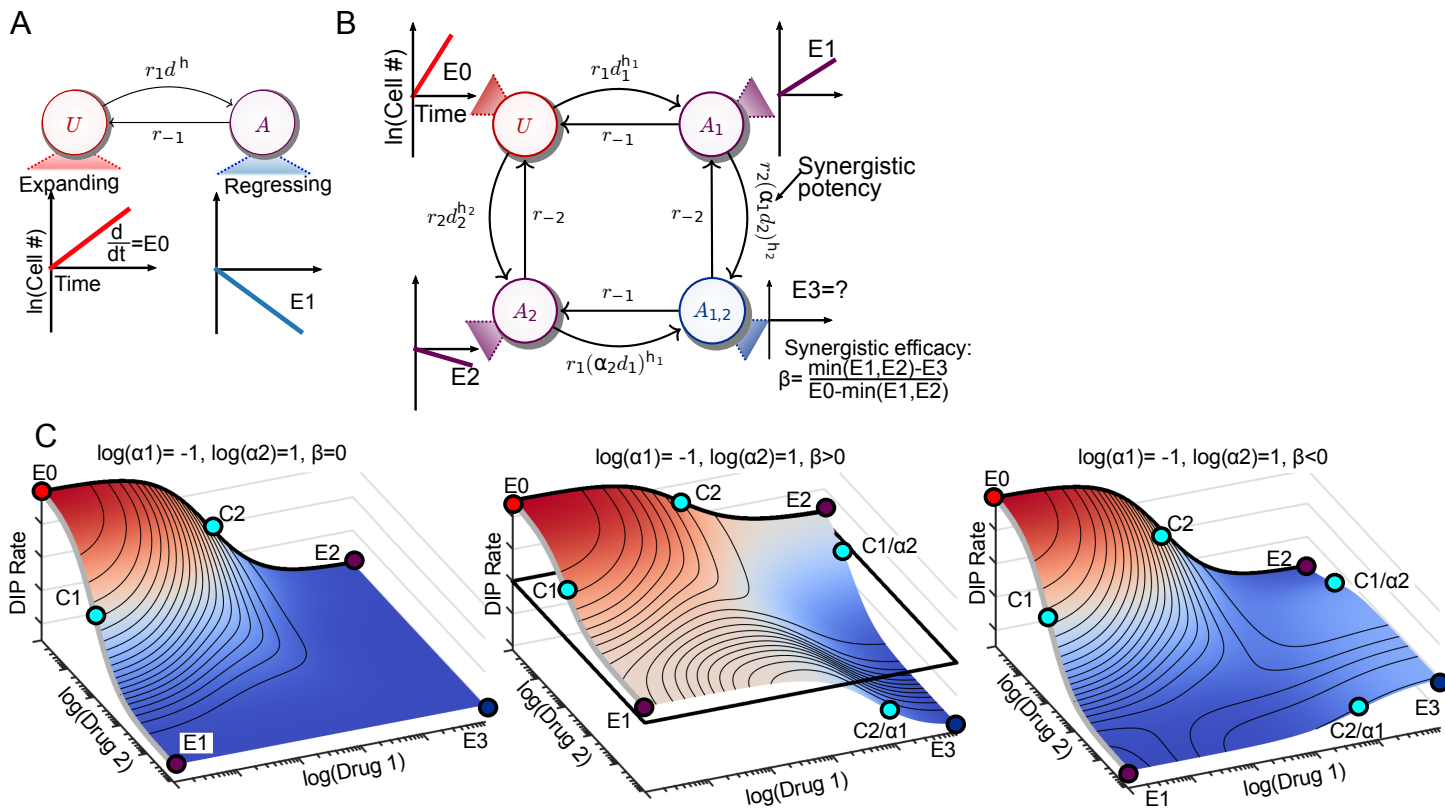 A
r₁d ʰ
U
A
r₋₁
Expanding
Regressing
ln(Cell #)
d/dt=E0
Time
E1
B
ln(Cell #)
E0
Time
E1
r₁d₁^h₁
U
A₁
r₋₁
Synergistic
potency
r₂d₂^h₂
r₋₂
r₋₂
r₂(α₁d₂)^h₂
A₂
r₋₁
A₁,₂
r₁(α₂d₁)^h₁
E2
E3=?
Synergistic efficacy:
β= min(E1,E2)-E3
E0-min(E1,E2)
C
log(α1)= -1, log(α2)=1, β=0
E0
C2
E2
C1
DIP Rate
E1
E3
log(Drug 2)
log(Drug 1)
log(α1)= -1, log(α2)=1, β>0
E0
C2
E2
C1/α2
C1
DIP Rate
E1
C2/α1
E3
log(Drug 2)
log(Drug 1)
log(α1)= -1, log(α2)=1, β<0
E0
C2
E2
C1/α2
C1
DIP Rate
E3
C2/α1
E1
log(Drug 2)
log(Drug 1)